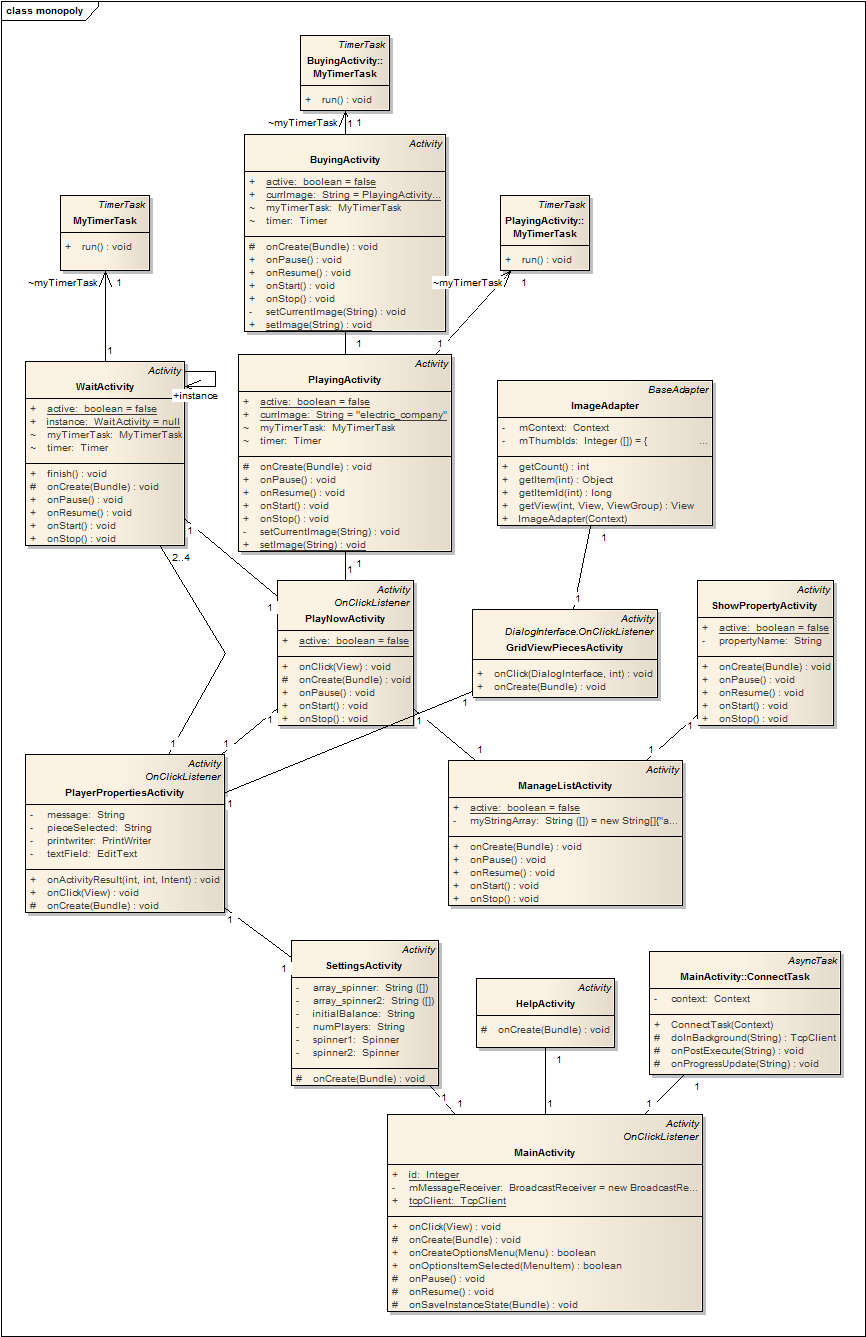 class monopoly
TimerTask
BuyingActivity::
MyTimerTask
+ run() : void
~myTimerTask
1
1
Activity
BuyingActivity
+ active: boolean = false
+ currImage: String = PlayingActivity...
~ myTimerTask: MyTimerTask
~ timer: Timer
# onCreate(Bundle) : void
+ onPause() : void
+ onResume() : void
+ onStart() : void
+ onStop() : void
- setCurrentImage(String) : void
+ setImage(String) : void
TimerTask
MyTimerTask
+ run() : void
~myTimerTask
1
1
TimerTask
PlayingActivity::
MyTimerTask
+ run() : void
~myTimerTask
1
1
1
Activity
WaitActivity
+ active: boolean = false
+ instance: WaitActivity = null
~ myTimerTask: MyTimerTask
~ timer: Timer
+ finish() : void
# onCreate(Bundle) : void
+ onPause() : void
+ onResume() : void
+ onStart() : void
+ onStop() : void
+instance
1
2..4
Activity
PlayingActivity
+ active: boolean = false
+ currImage: String = "electric_company"
~ myTimerTask: MyTimerTask
~ timer: Timer
# onCreate(Bundle) : void
+ onPause() : void
+ onResume() : void
+ onStart() : void
+ onStop() : void
- setCurrentImage(String) : void
+ setImage(String) : void
1
1
BaseAdapter
ImageAdapter
- mContext: Context
- mThumbIds: Integer ([]) = { ...
+ getCount() : int
+ getItem(int) : Object
+ getItemId(int) : long
+ getView(int, View, ViewGroup) : View
+ ImageAdapter(Context)
1
1
Activity
OnClickListener
PlayNowActivity
+ active: boolean = false
+ onClick(View) : void
# onCreate(Bundle) : void
+ onPause() : void
+ onStart() : void
+ onStop() : void
1
1
1
Activity
DialogInterface.OnClickListener
GridViewPiecesActivity
+ onClick(DialogInterface, int) : void
+ onCreate(Bundle) : void
1
Activity
ShowPropertyActivity
+ active: boolean = false
- propertyName: String
+ onCreate(Bundle) : void
+ onPause() : void
+ onResume() : void
+ onStart() : void
+ onStop() : void
1
1
1
1
1
1
Activity
OnClickListener
PlayerPropertiesActivity
- message: String
- pieceSelected: String
- printwriter: PrintWriter
- textField: EditText
+ onActivityResult(int, int, Intent) : void
+ onClick(View) : void
# onCreate(Bundle) : void
1
Activity
ManageListActivity
+ active: boolean = false
- myStringArray: String ([]) = new String[]{"a...
+ onCreate(Bundle) : void
+ onPause() : void
+ onResume() : void
+ onStart() : void
+ onStop() : void
1
Activity
SettingsActivity
- array_spinner: String ([])
- array_spinner2: String ([])
- initialBalance: String
- numPlayers: String
- spinner1: Spinner
- spinner2: Spinner
# onCreate(Bundle) : void
1
1
Activity
HelpActivity
# onCreate(Bundle) : void
1
1
AsyncTask
MainActivity::ConnectTask
- context: Context
+ ConnectTask(Context)
# doInBackground(String) : TcpClient
# onPostExecute(String) : void
# onProgressUpdate(String) : void
1
1
Activity
OnClickListener
MainActivity
+ id: Integer
- mMessageReceiver: BroadcastReceiver = new BroadcastRe...
+ tcpClient: TcpClient
+ onClick(View) : void
# onCreate(Bundle) : void
+ onCreateOptionsMenu(Menu) : boolean
+ onOptionsItemSelected(MenuItem) : boolean
# onPause() : void
# onResume() : void
# onSaveInstanceState(Bundle) : void